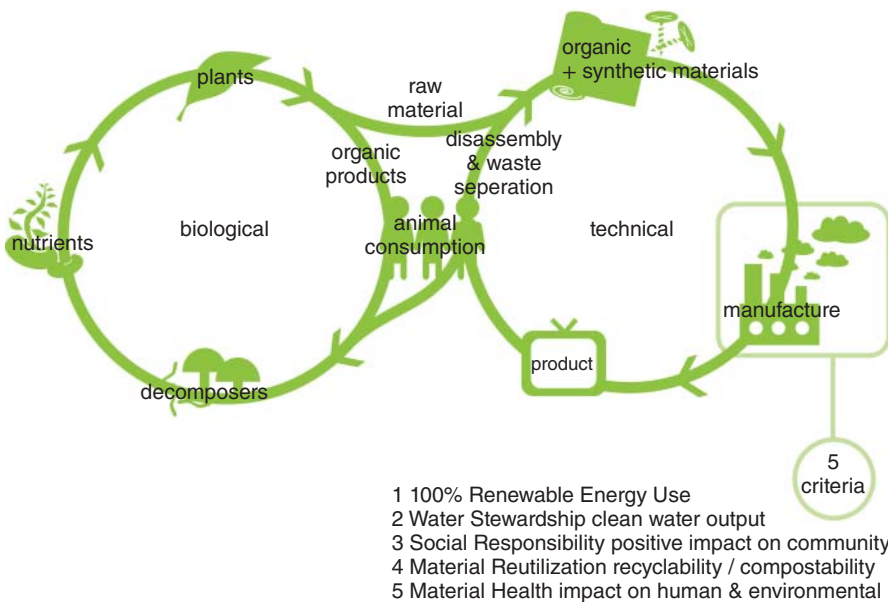 plants
raw
material
organic
+ synthetic materials
organic
products
disassembly
& waste
seperation
nutrients
biological
animal
consumption
technical
manufacture
decomposers
product
5
criteria
1 100% Renewable Energy Use
2 Water Stewardship clean water output
3 Social Responsibility positive impact on community
4 Material Reutilization recyclability / compostability
5 Material Health impact on human & environmental